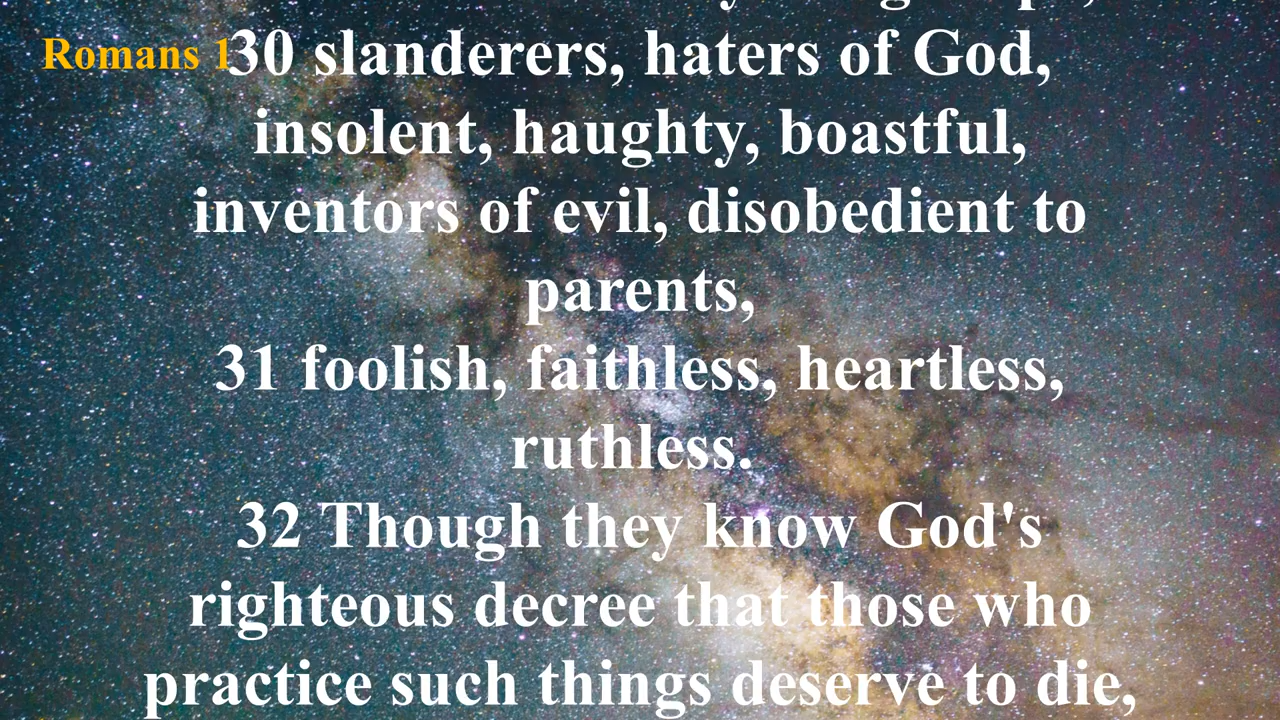 Romans 1
30 slanderers, haters of God,
insolent, haughty, boastful,
inventors of evil, disobedient to
parents,
31 foolish, faithless, heartless,
ruthless.
32 Though they know God's
righteous decree that those who
practice such things deserve to die,